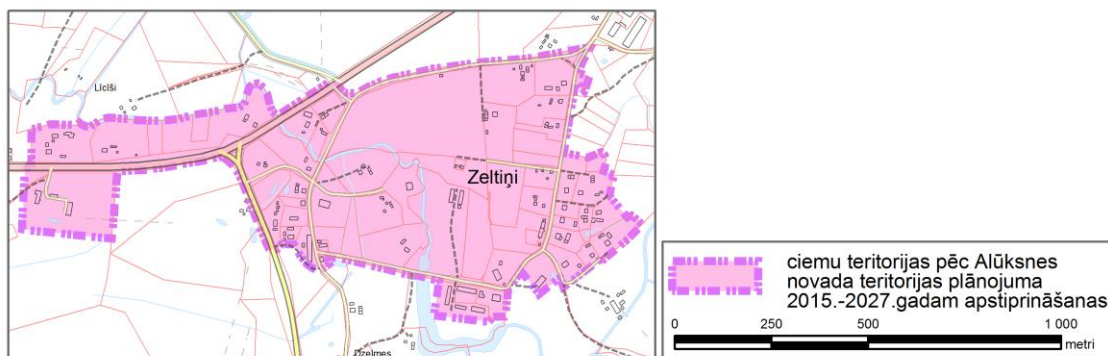 Līcīši
Zeltiņi
Dzelmes
ciemu teritorijas pēc Alūksnes
novada teritorijas plānojuma
2015.-2027.gadam apstiprināšanas
0 250 500 1 000
metri